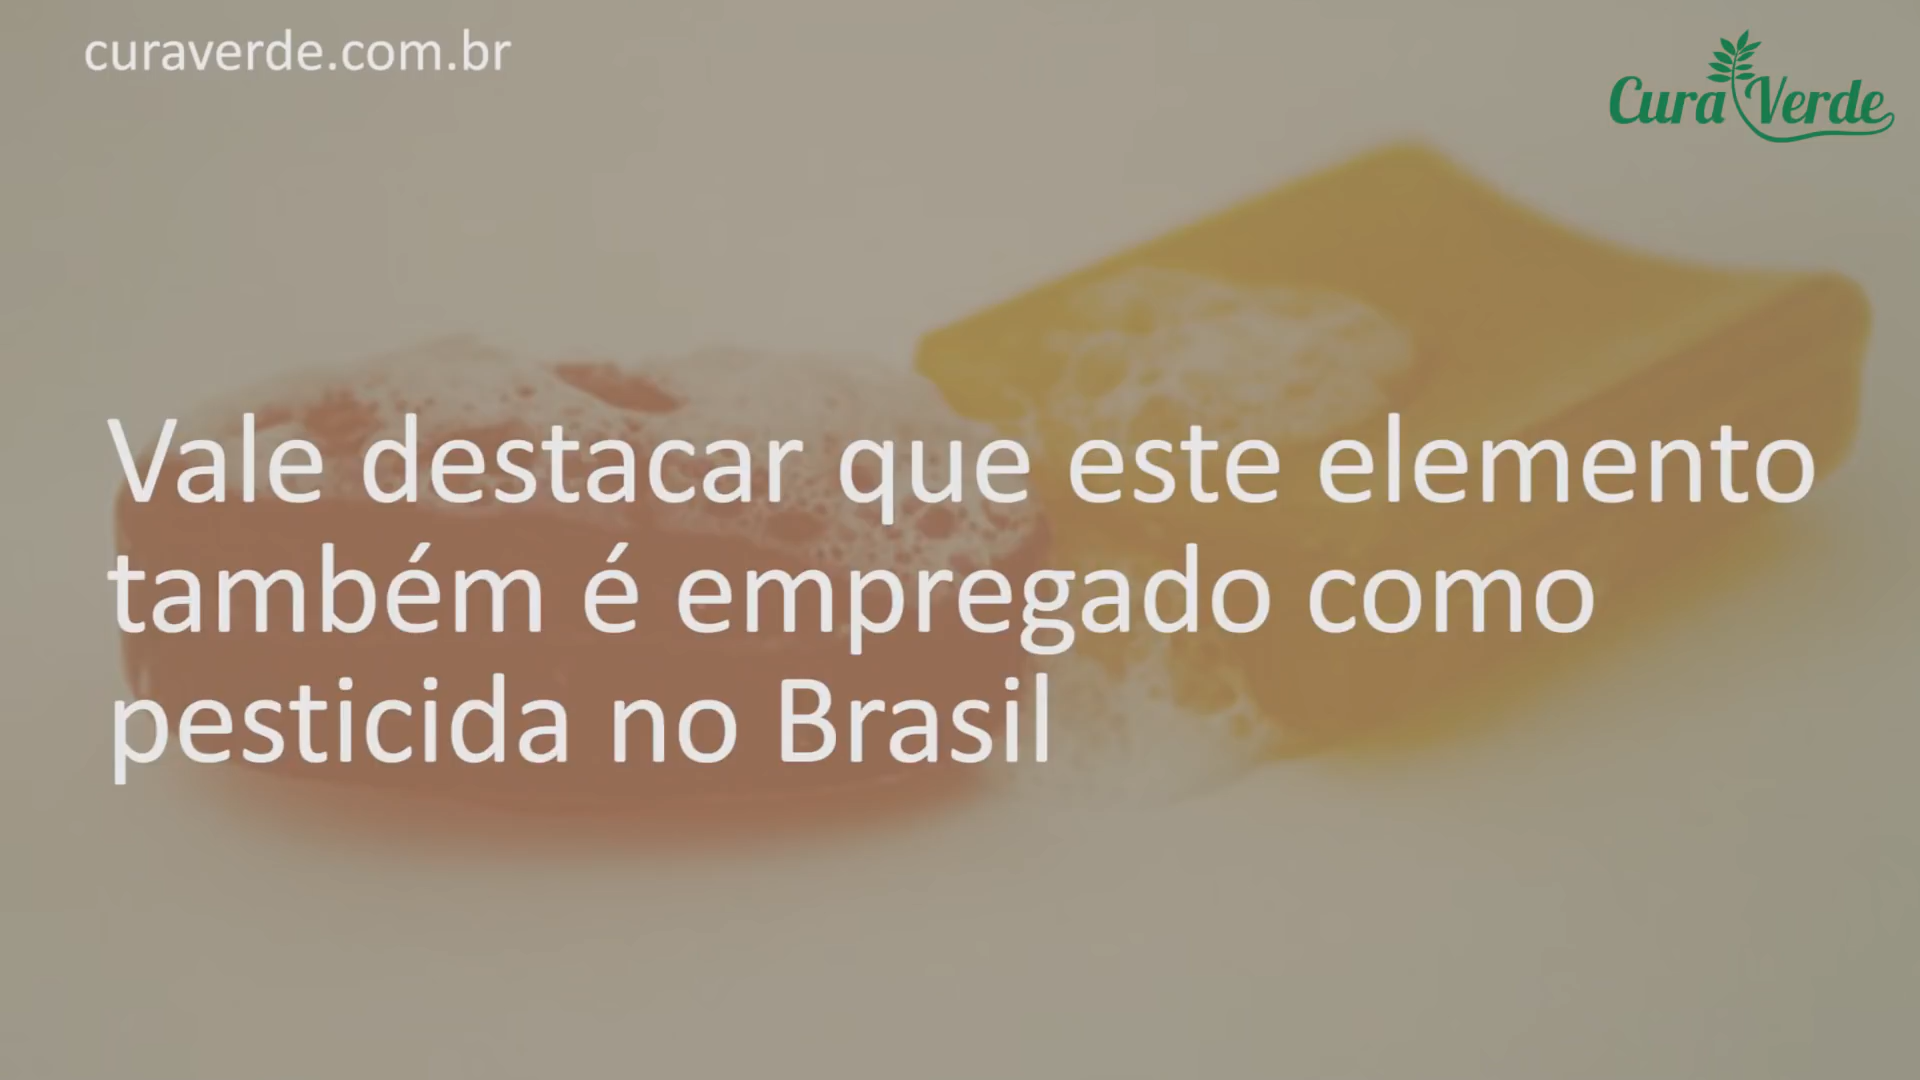 curaverde.com.br
Cura Verde
Vale destacar que este elemento
também é empregado como
pesticida no Brasil